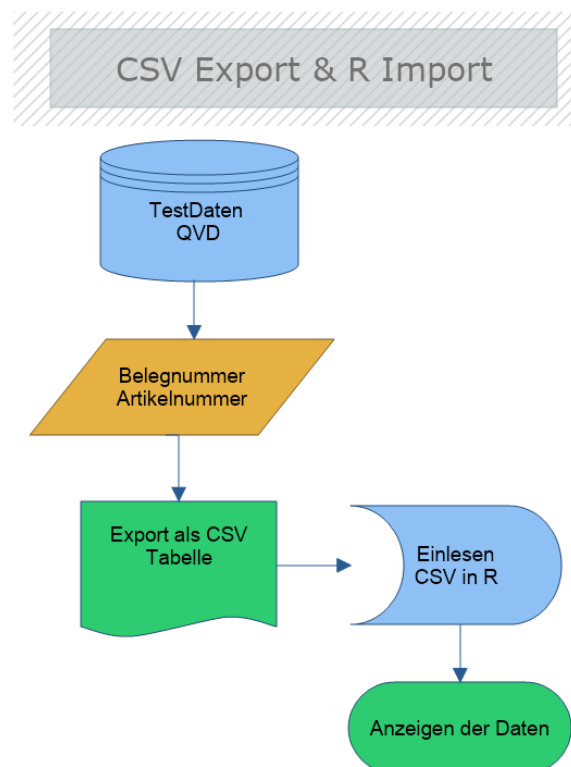 CSV Export & R Import
TestDaten
QVD
Belegnummer
Artikelnummer
Export als CSV
Tabelle
Einlesen
CSV in R
Anzeigen der Daten